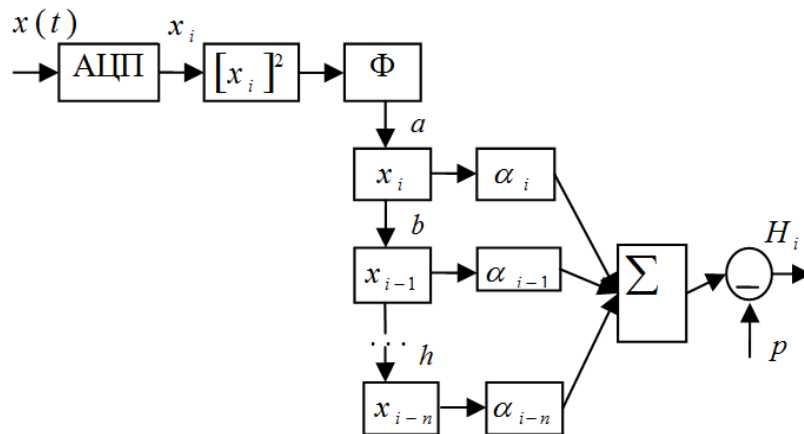 x(t)
x_i
АЦП
[x_i]^2
Ф
a
x_i
α_i
b
H_i
x_{i-1}
α_{i-1}
Σ
−
...
h
p
x_{i-n}
α_{i-n}